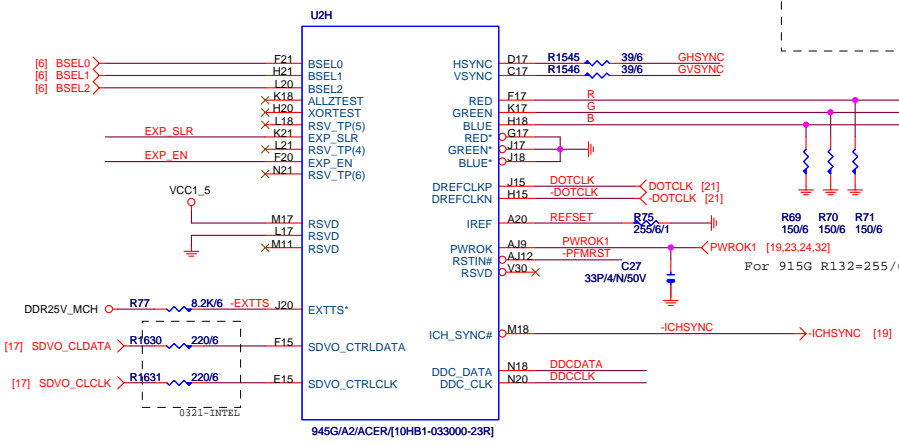 U2H
[6] BSEL0 F21 BSEL0 HSYNC D17 R1545 39/6 GHSYNC
[6] BSEL1 H21 BSEL1 VSYNC C17 R1546 39/6 GVSYNC
[6] BSEL2 L20 BSEL2
K18 ALLZTEST RED F17 R
H20 XORTEST GREEN K17 G
L18 RSV_TP(5) BLUE H18 B
EXP_SLR K21 EXP_SLR RED* G17
L21 RSV_TP(4) GREEN* J17
EXP_EN F20 EXP_EN BLUE* J18
N21 RSV_TP(6)
DREFCLKP J15 DOTCLK DOTCLK [21]
VCC1_5 DREFCLKN H15 -DOTCLK -DOTCLK [21]
M17 RSVD IREF A20 REFSET R75 255/6/1
R69 150/6 R70 150/6 R71 150/6
L17 RSVD
M11 RSVD PWROK AJ9 PWROK1 PWROK1 [19,23,24,32]
RSTIN# AJ12 -PFMRST
RSVD V30 C27 33P/4/N/50V
For 915G R132=255/
DDR25V_MCH R77 8.2K/6 -EXTTS J20 EXTTS*
ICH_SYNC# M18 -ICHSYNC -ICHSYNC [19]
[17] SDVO_CLDATA R1630 220/6 F15 SDVO_CTRLDATA
DDC_DATA N18 DDCDATA
[17] SDVO_CLCLK R1631 220/6 E15 SDVO_CTRLCLK DDC_CLK N20 DDCCLK
0321-INTEL
945G/A2/ACER/[10HB1-033000-23R]